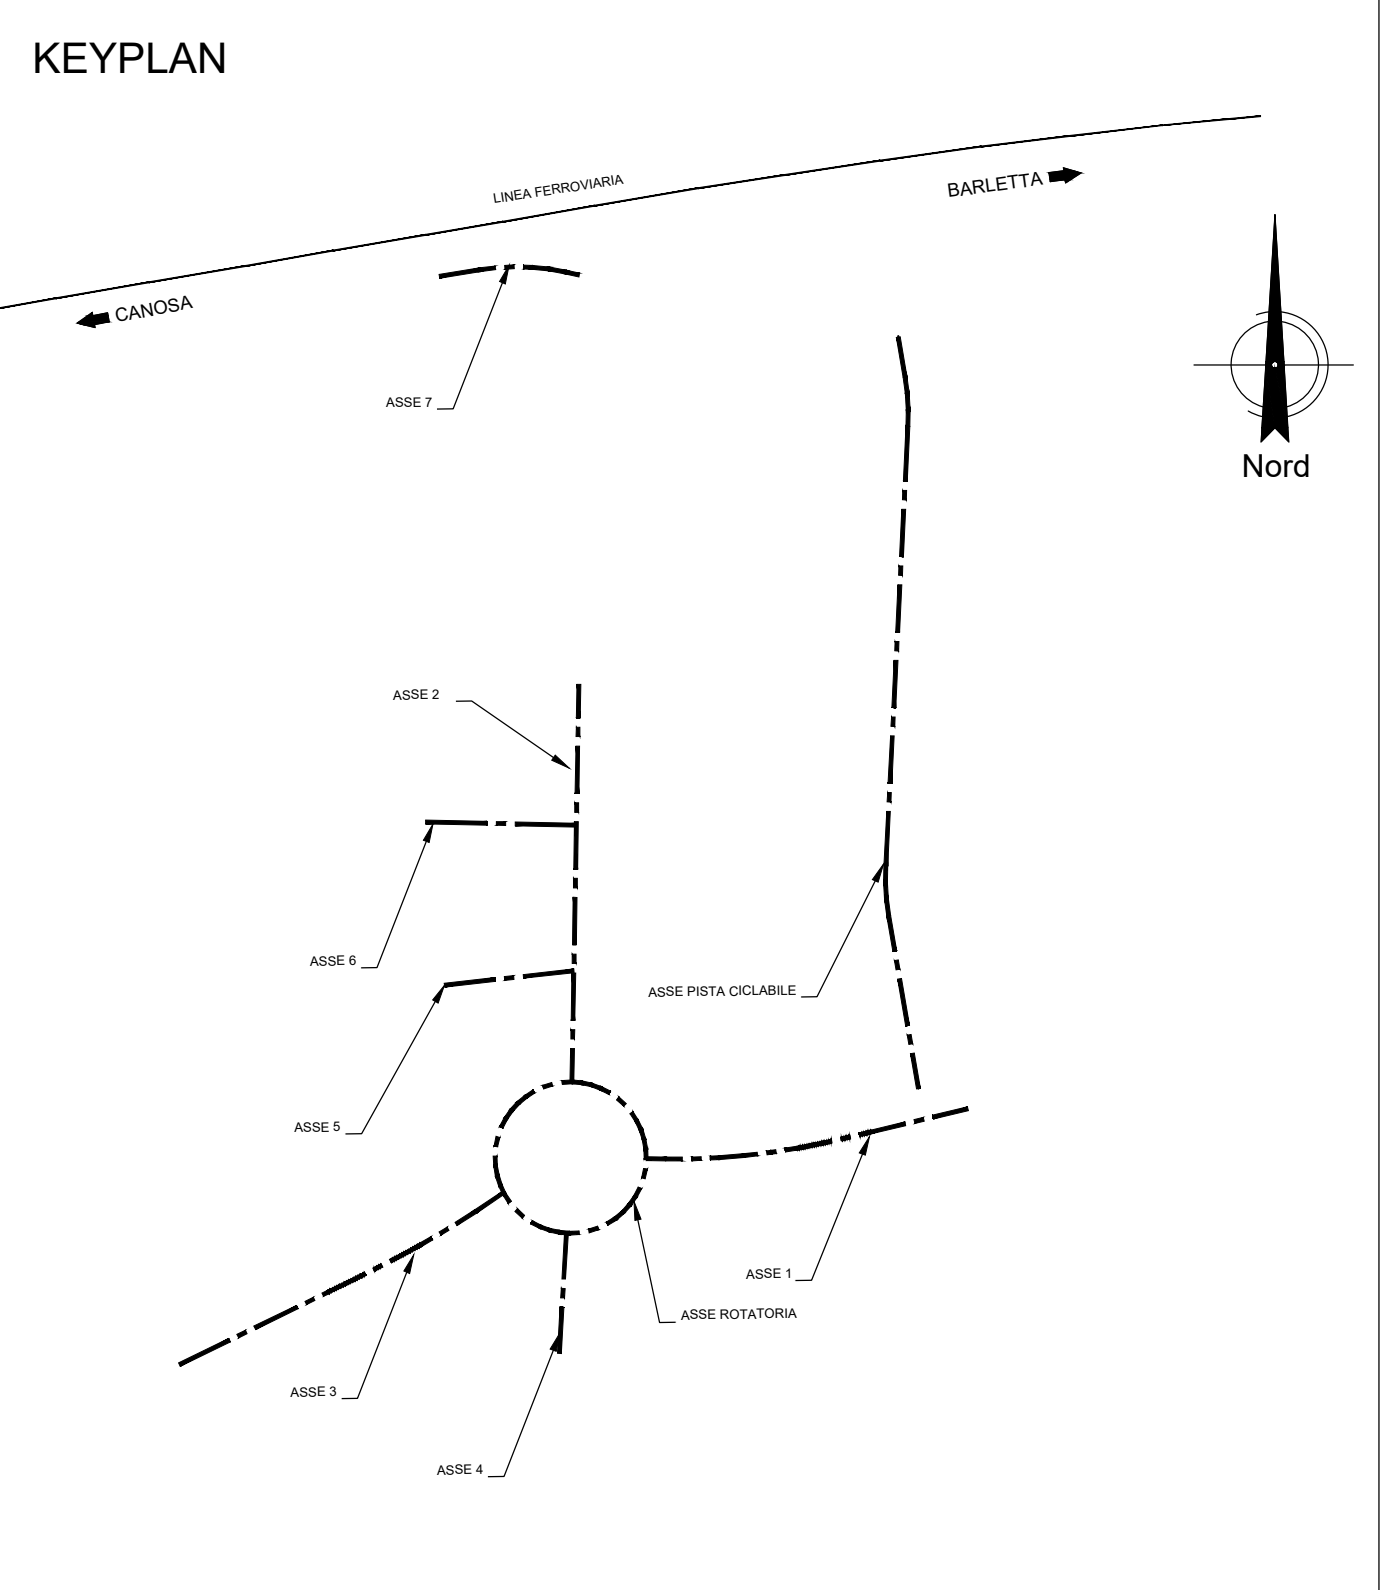 KEYPLAN
LINEA FERROVIARIA
BARLETTA
CANOSA
ASSE 7
Nord
ASSE 2
ASSE 6
ASSE PISTA CICLABILE
ASSE 5
ASSE 1
ASSE ROTATORIA
ASSE 3
ASSE 4